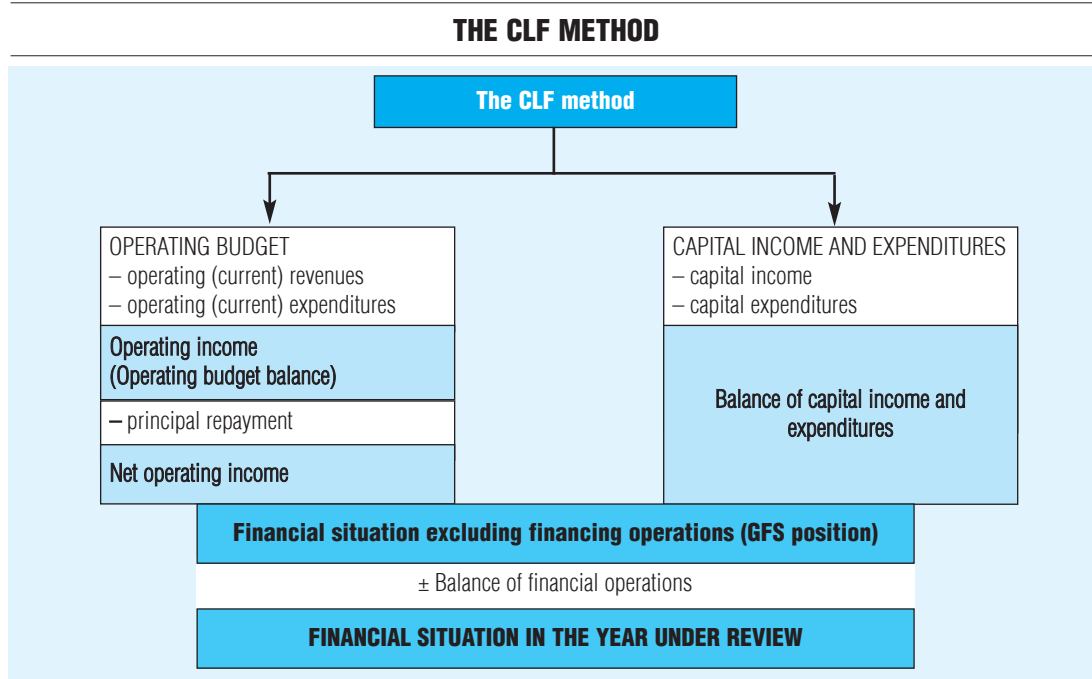 THE CLF METHOD
The CLF method
OPERATING BUDGET
– operating (current) revenues
– operating (current) expenditures
Operating income
(Operating budget balance)
– principal repayment
Net operating income
CAPITAL INCOME AND EXPENDITURES
– capital income
– capital expenditures
Balance of capital income and
expenditures
Financial situation excluding financing operations (GFS position)
± Balance of financial operations
FINANCIAL SITUATION IN THE YEAR UNDER REVIEW